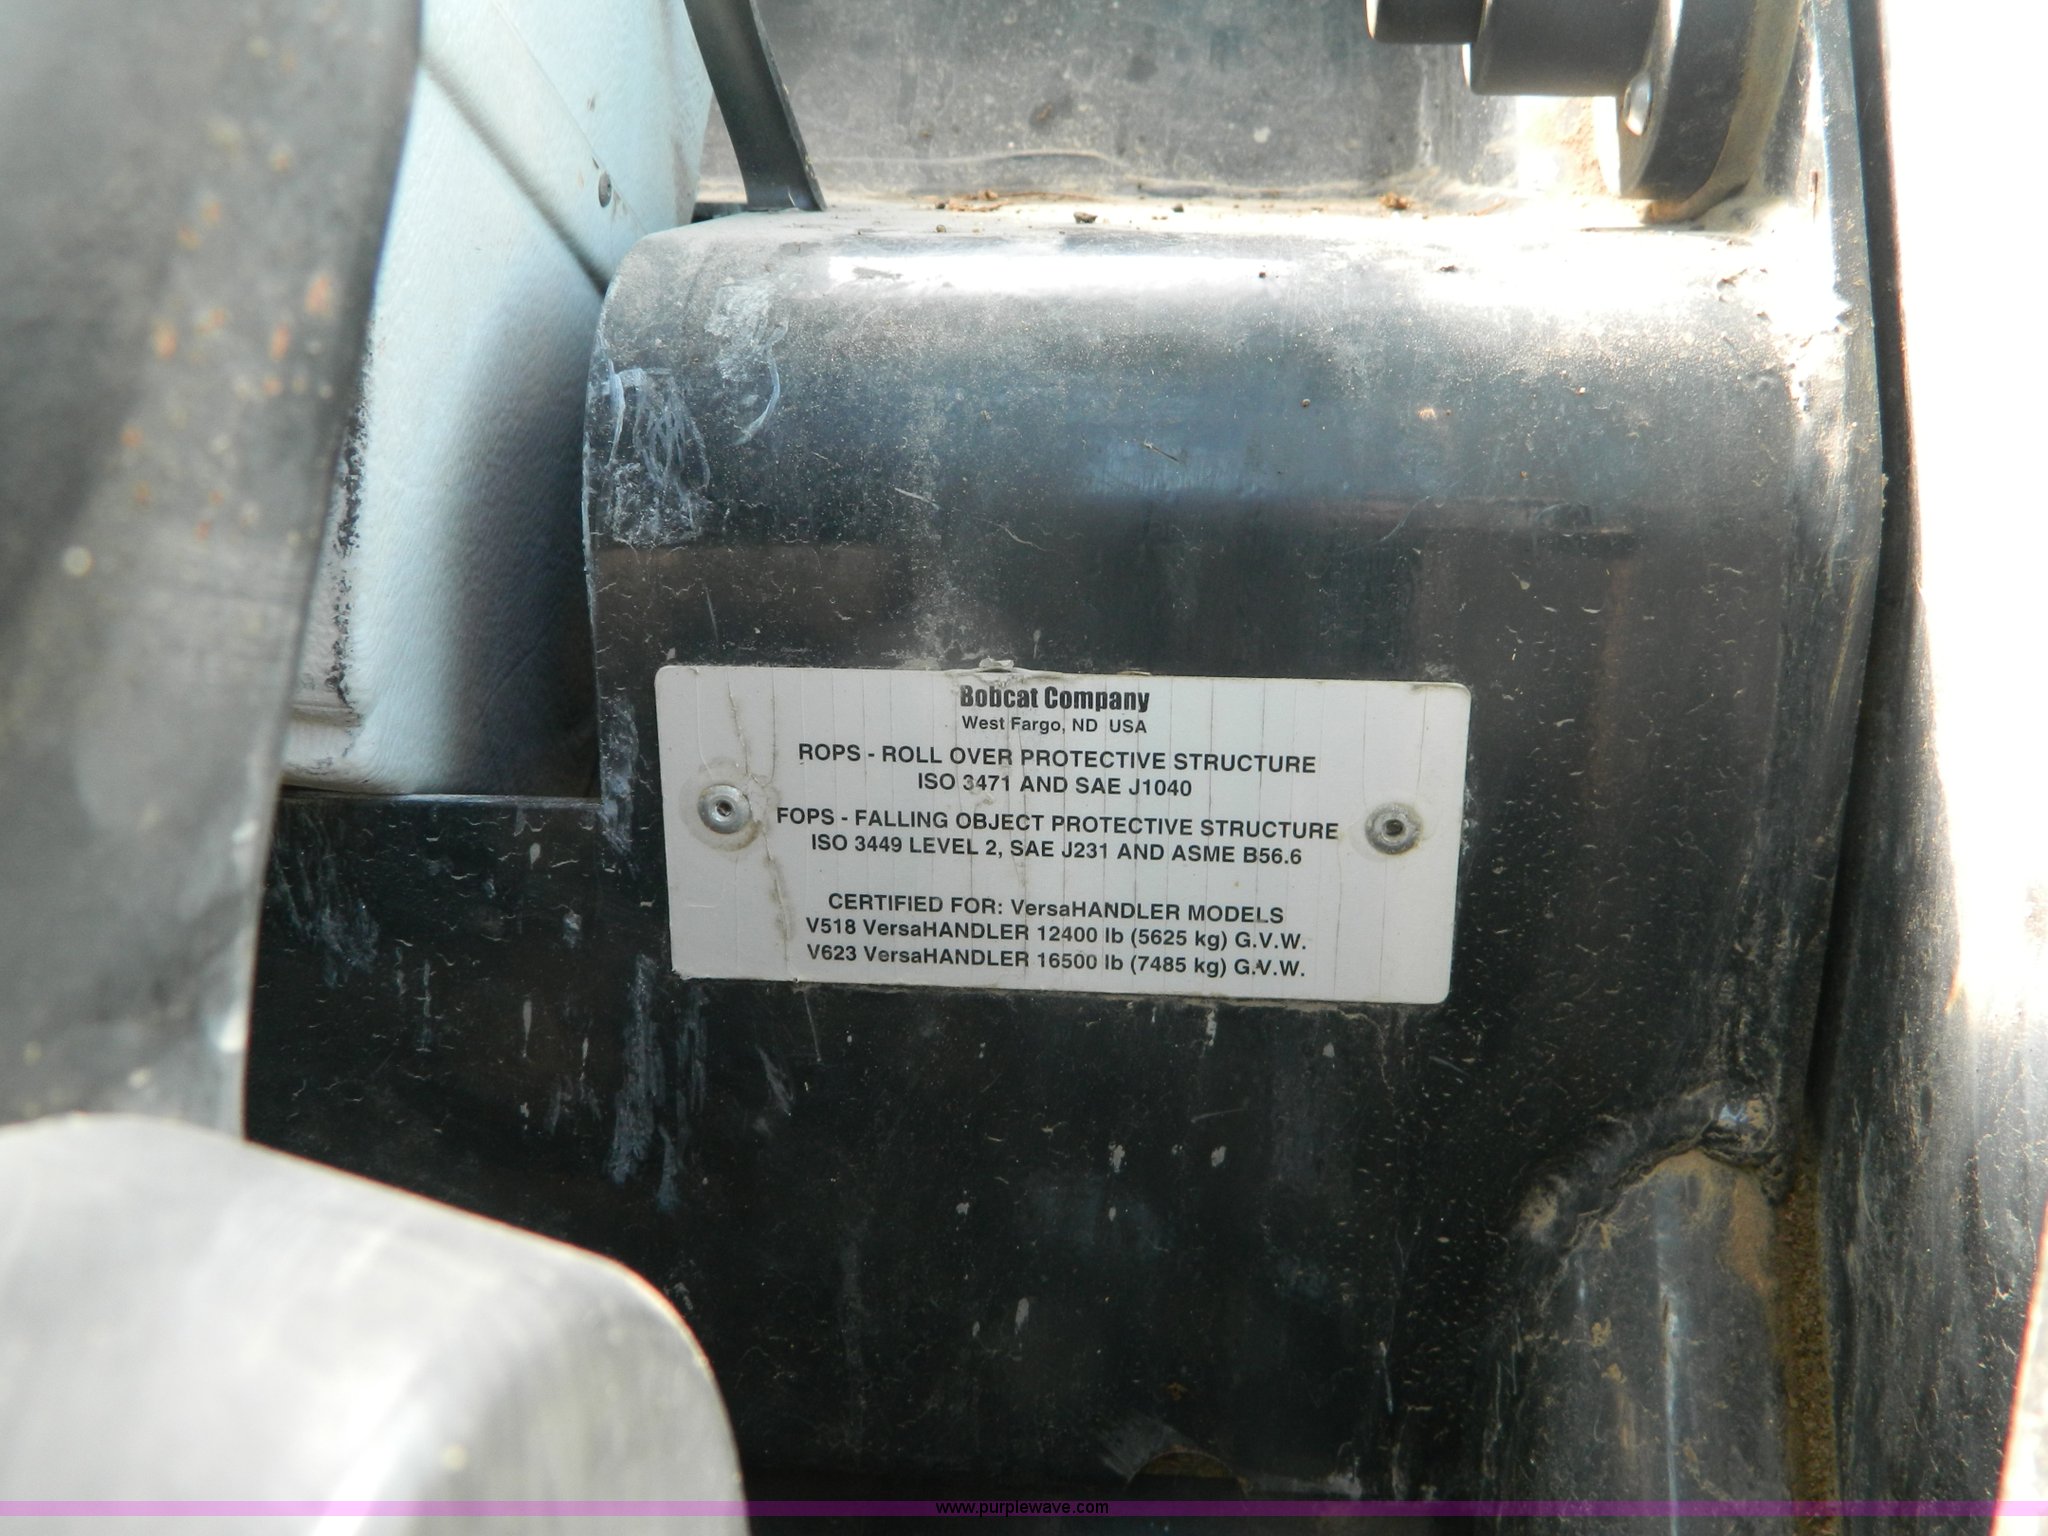 Bobcat Company
West Fargo, ND USA
ROPS - ROLL OVER PROTECTIVE STRUCTURE
ISO 3471 AND SAE J1040
FOPS - FALLING OBJECT PROTECTIVE STRUCTURE
ISO 3449 LEVEL 2, SAE J231 AND ASME B56.6
CERTIFIED FOR: VersaHANDLER MODELS
V518 VersaHANDLER 12400 lb (5625 kg) G.V.W.
V623 VersaHANDLER 16500 lb (7485 kg) G.V.W.
www.purplewave.com